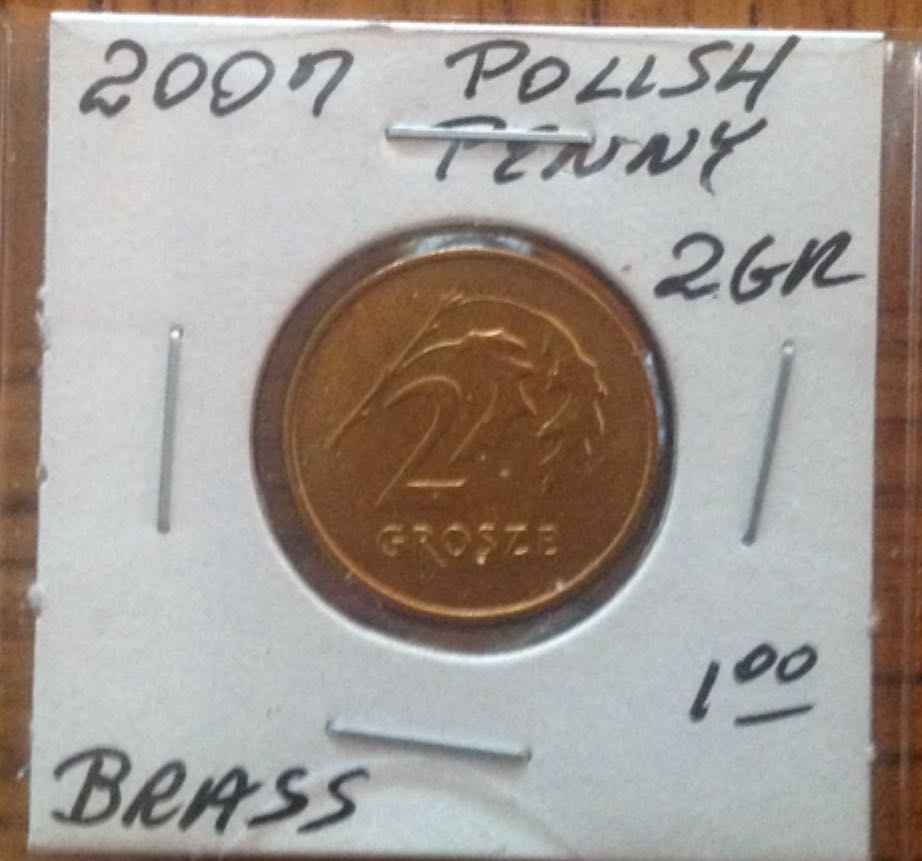 2007 POLISH
PENNY
2GR
2
GROSZE
1.00
BRASS